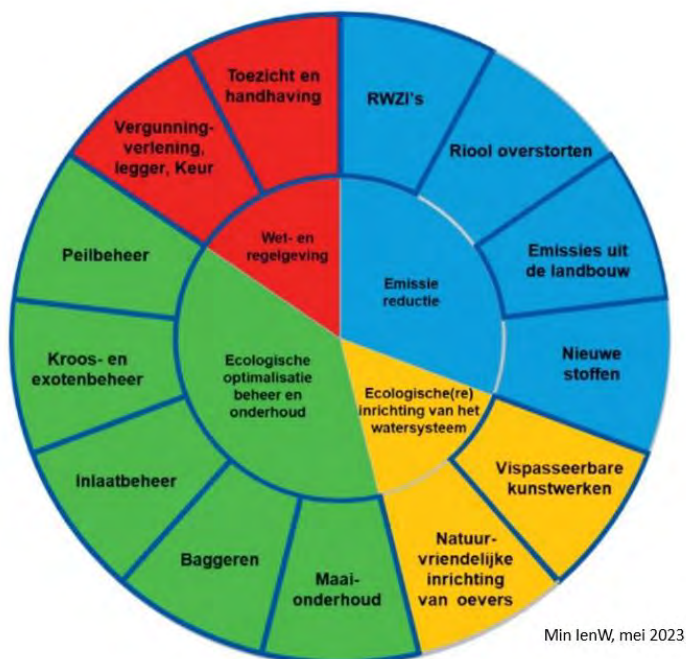 Toezicht en
handhaving
RWZI's
Riool overstorten
Emissies uit
de landbouw
Nieuwe
stoffen
Vispasseerbare
kunstwerken
Natuur-
vriendelijke
inrichting
van oevers
Maai-
onderhoud
Baggeren
Inlaatbeheer
Kroos- en
exotenbeheer
Peilbeheer
Vergunning-
verlening,
legger, Keur
Wet- en
regelgeving
Emissie
reductie
Ecologische(re)
inrichting van het
watersysteem
Ecologische
optimalisatie
beheer en
onderhoud
Min IenW, mei 2023